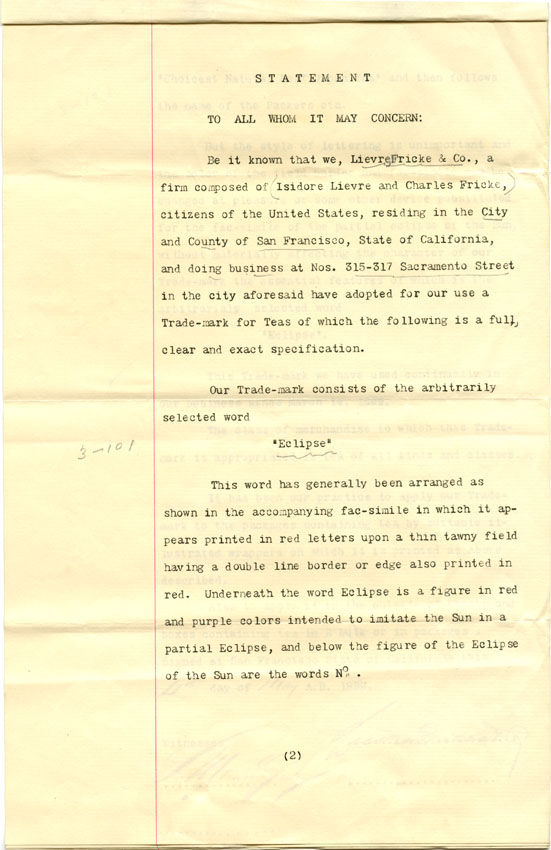 STATEMENT
TO ALL WHOM IT MAY CONCERN:
Be it known that we, LievreFricke & Co., a
firm composed of (Isidore Lievre and Charles Fricke,)
citizens of the United States, residing in the City
and County of San Francisco, State of California,
and doing business at Nos. 315-317 Sacramento Street
in the city aforesaid have adopted for our use a
Trade-mark for Teas of which the following is a full,
clear and exact specification.
Our Trade-mark consists of the arbitrarily
selected word
"Eclipse"
3-101
This word has generally been arranged as
shown in the accompanying fac-simile in which it ap-
pears printed in red letters upon a thin tawny field
having a double line border or edge also printed in
red. Underneath the word Eclipse is a figure in red
and purple colors intended to imitate the Sun in a
partial Eclipse, and below the figure of the Eclipse
of the Sun are the words No.
(2)